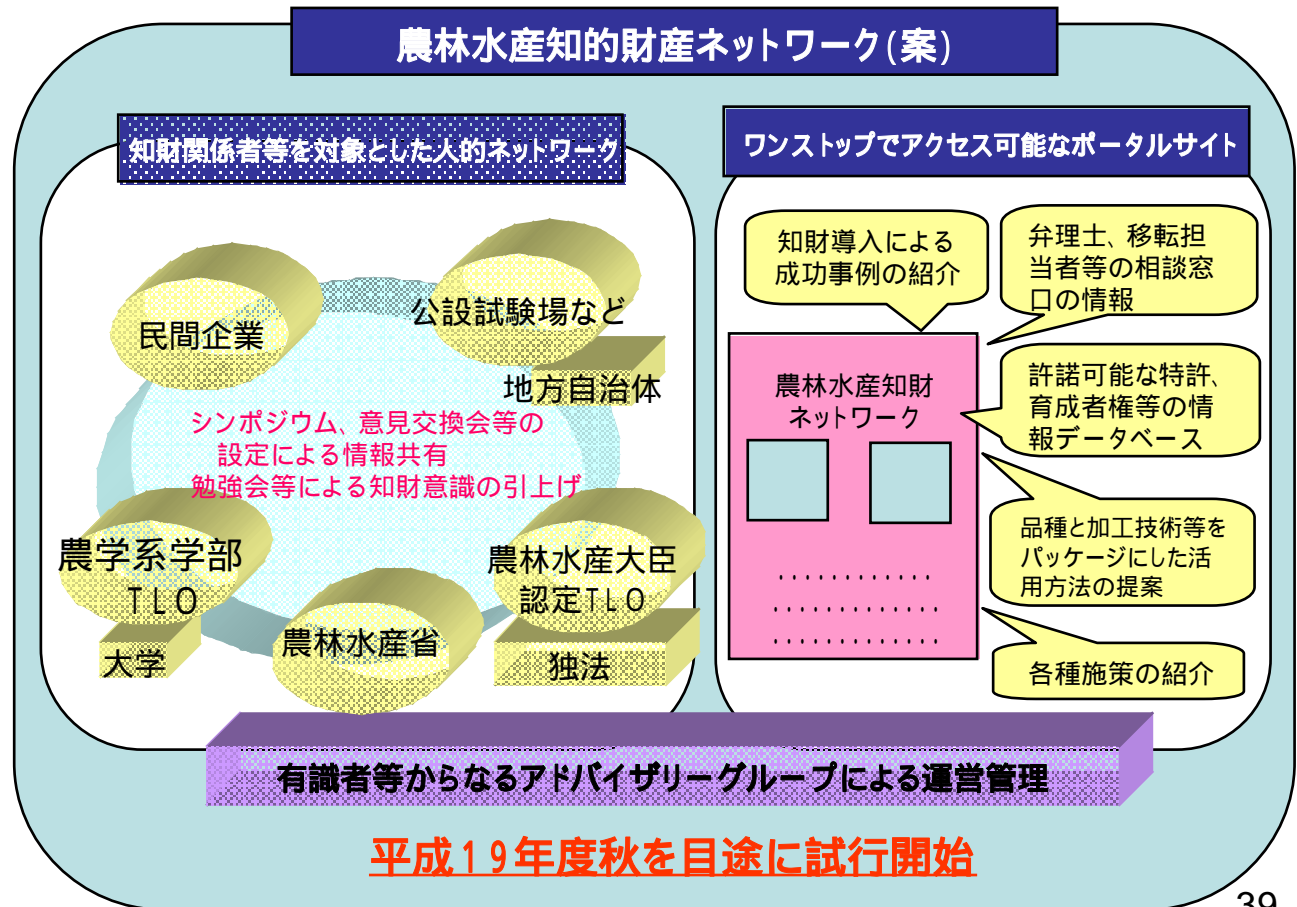 農林水産知的財産ネットワーク(案)
知財関係者等を対象とした人的ネットワーク
民間企業
公設試験場など
地方自治体
シンポジウム、意見交換会等の
設定による情報共有
勉強会等による知財意識の引上げ
農学系学部
TLO
大学
農林水産省
農林水産大臣
認定TLO
独法
ワンストップでアクセス可能なポータルサイト
知財導入による
成功事例の紹介
弁理士、移転担
当者等の相談窓
口の情報
農林水産知財
ネットワーク
許諾可能な特許、
育成者権等の情
報データベース
品種と加工技術等を
パッケージにした活
用方法の提案
各種施策の紹介
............
.............
.............
有識者等からなるアドバイザリーグループによる運営管理
平成19年度秋を目途に試行開始
39